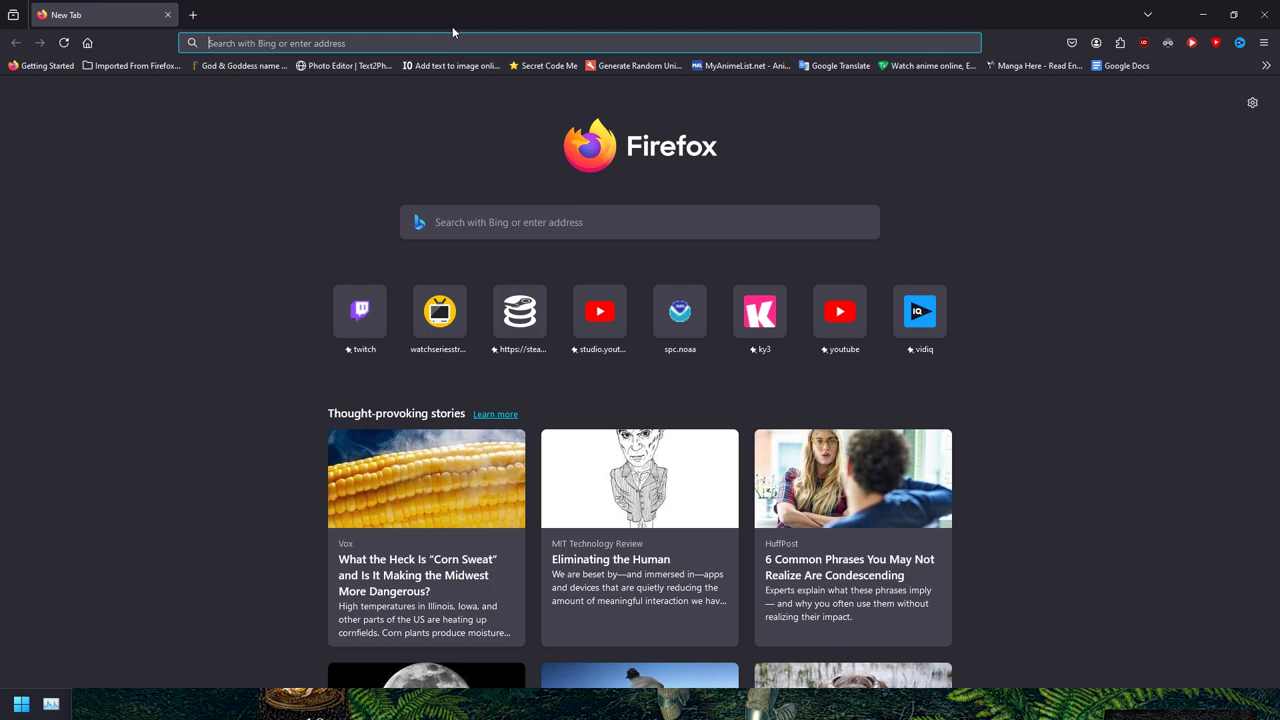 New Tab
Search with Bing or enter address
Getting Started
Imported From Firefox...
God & Goddess name ...
Photo Editor | Text2Ph...
IO Add text to image onli...
Secret Code Me
Generate Random Uni...
MAL MyAnimeList.net - Ani...
Google Translate
Watch anime online, E...
Manga Here - Read En...
Google Docs
Firefox
Search with Bing or enter address
IQ
twitch
watchseriesstr...
https://stea...
studio.yout...
spc.noaa
ky3
youtube
vidiq
Thought-provoking stories Learn more
Vox
What the Heck Is “Corn Sweat”
and Is It Making the Midwest
More Dangerous?
High temperatures in Illinois, Iowa, and
other parts of the US are heating up
cornfields. Corn plants produce moisture...
MIT Technology Review
Eliminating the Human
We are beset by—and immersed in—apps
and devices that are quietly reducing the
amount of meaningful interaction we hav...
HuffPost
6 Common Phrases You May Not
Realize Are Condescending
Experts explain what these phrases imply
— and why you often use them without
realizing their impact.